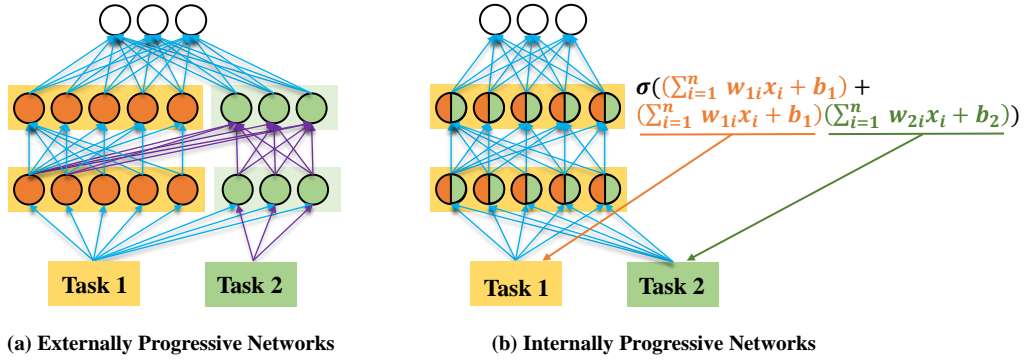 σ((∑ⁿᵢ₌₁ w₁ᵢxᵢ + b₁) +
(∑ⁿᵢ₌₁ w₁ᵢxᵢ + b₁)(∑ⁿᵢ₌₁ w₂ᵢxᵢ + b₂))
Task 1
Task 2
Task 1
Task 2
(a) Externally Progressive Networks
(b) Internally Progressive Networks